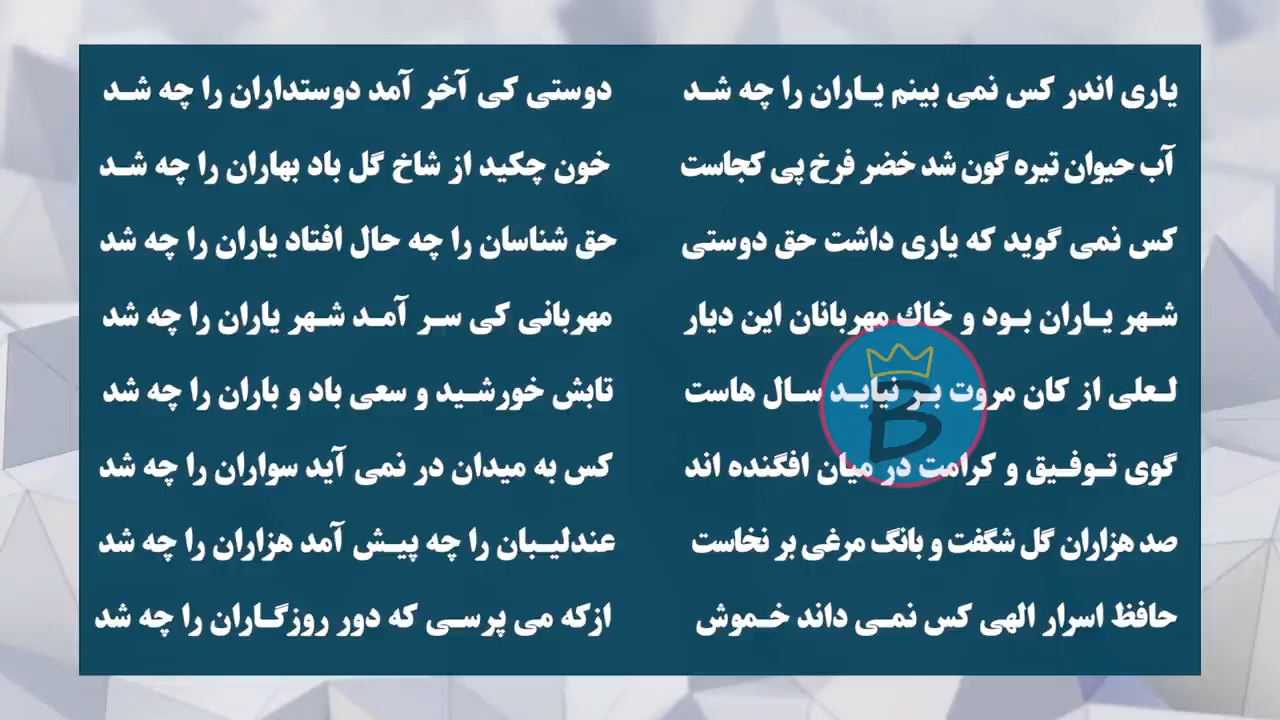 یاری اندر کس نمی بینم یاران را چه شد دوستی کی آخر آمد دوستداران را چه شد
آب حیوان تیره گون شد خضر فرخ پی کجاست خون چکید از شاخ گل باد بهاران را چه شد
کس نمی گوید که یاری داشت حق دوستی حق شناسان را چه حال افتاد یاران را چه شد
شهر یاران بود و خاك مهربانان این دیار مهربانی کی سر آمد شهر یاران را چه شد
لعلی از کان مروت بر نیاید سال هاست تابش خورشید و سعی باد و باران را چه شد
گوی توفیق و کرامت در میان افگنده اند کس به میدان در نمی آید سواران را چه شد
صد هزاران گل شگفت و بانگ مرغی بر نخاست عندلیبان را چه پیش آمد هزاران را چه شد
حافظ اسرار الهی کس نمی داند خموش ازکه می پرسی که دور روزگاران را چه شد
B